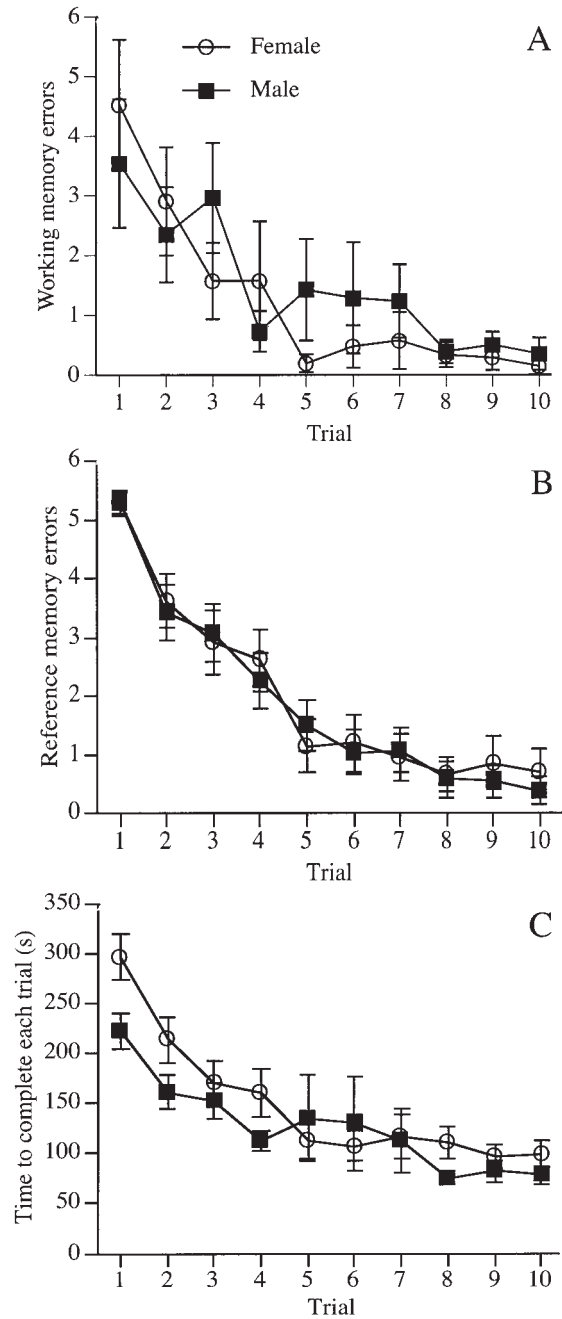 A
Female
Male
Working memory errors
6
5
4
3
2
1
0
1 2 3 4 5 6 7 8 9 10
Trial
B
Reference memory errors
6
5
4
3
2
1
0
1 2 3 4 5 6 7 8 9 10
Trial
C
Time to complete each trial (s)
350
300
250
200
150
100
50
0
1 2 3 4 5 6 7 8 9 10
Trial